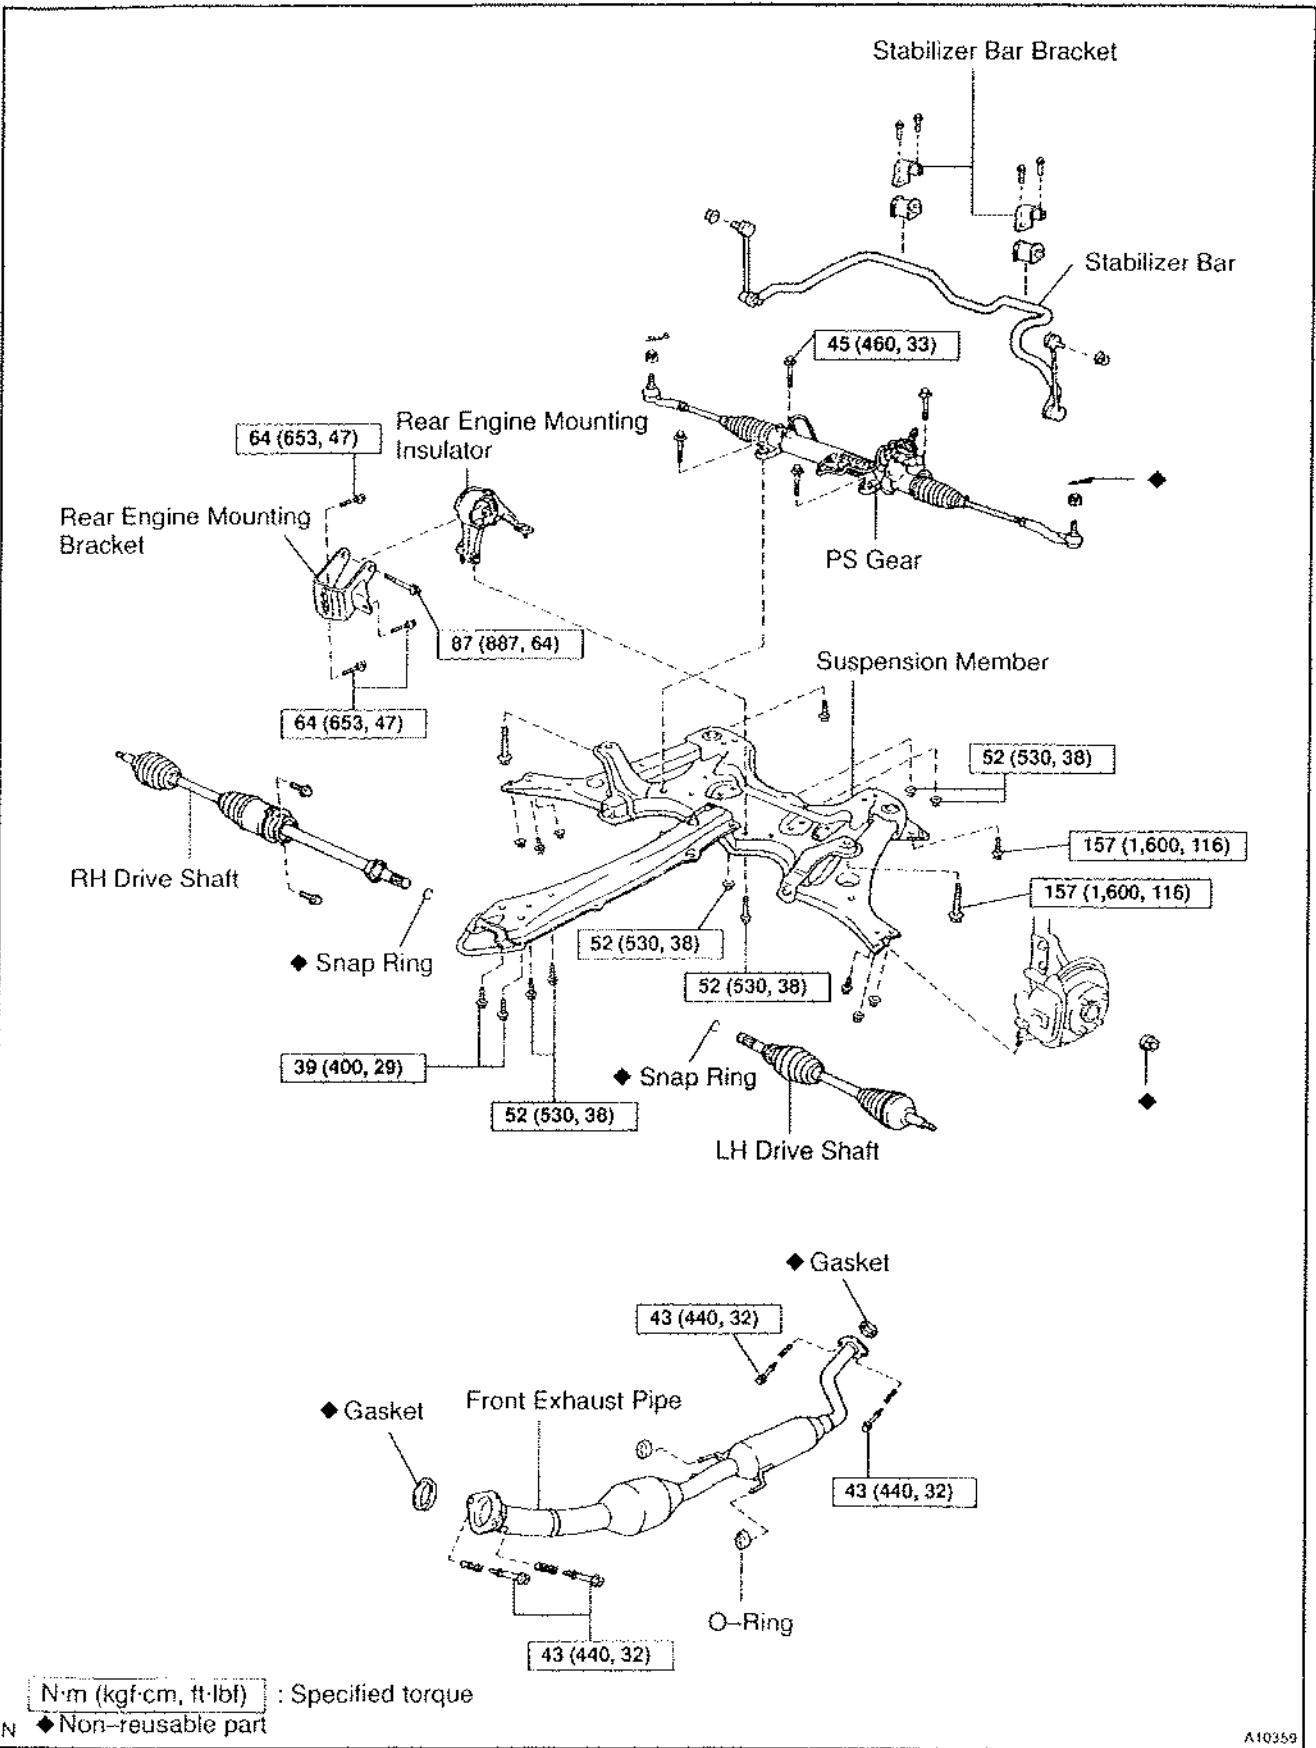 Stabilizer Bar Bracket
Stabilizer Bar
45 (460, 33)
Rear Engine Mounting
Insulator
64 (653, 47)
Rear Engine Mounting
Bracket
◆
PS Gear
87 (887, 64)
Suspension Member
64 (653, 47)
52 (530, 38)
157 (1,600, 116)
RH Drive Shaft
157 (1,600, 116)
52 (530, 38)
◆ Snap Ring
52 (530, 38)
39 (400, 29)
◆ Snap Ring
◆
52 (530, 38)
LH Drive Shaft
◆ Gasket
43 (440, 32)
Front Exhaust Pipe
◆ Gasket
43 (440, 32)
O-Ring
43 (440, 32)
N·m (kgf·cm, ft·lbf) : Specified torque
N ◆Non-reusable part
A10359